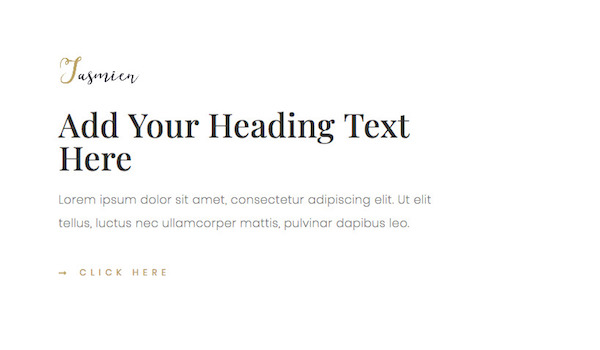 Jasmien
Add Your Heading Text
Here
Lorem ipsum dolor sit amet, consectetur adipiscing elit. Ut elit
tellus, luctus nec ullamcorper mattis, pulvinar dapibus leo.
→ CLICK HERE